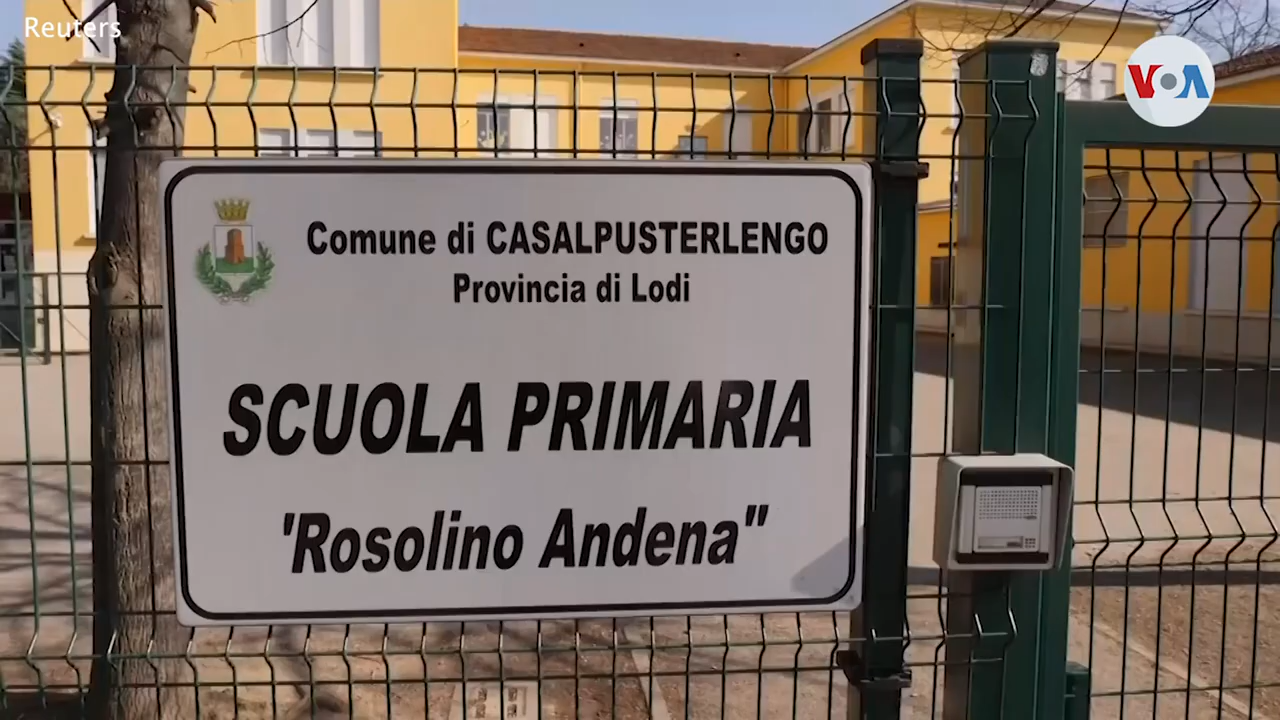 Reuters
VOA
Comune di CASALPUSTERLENGO
Provincia di Lodi
SCUOLA PRIMARIA
'Rosolino Andena"